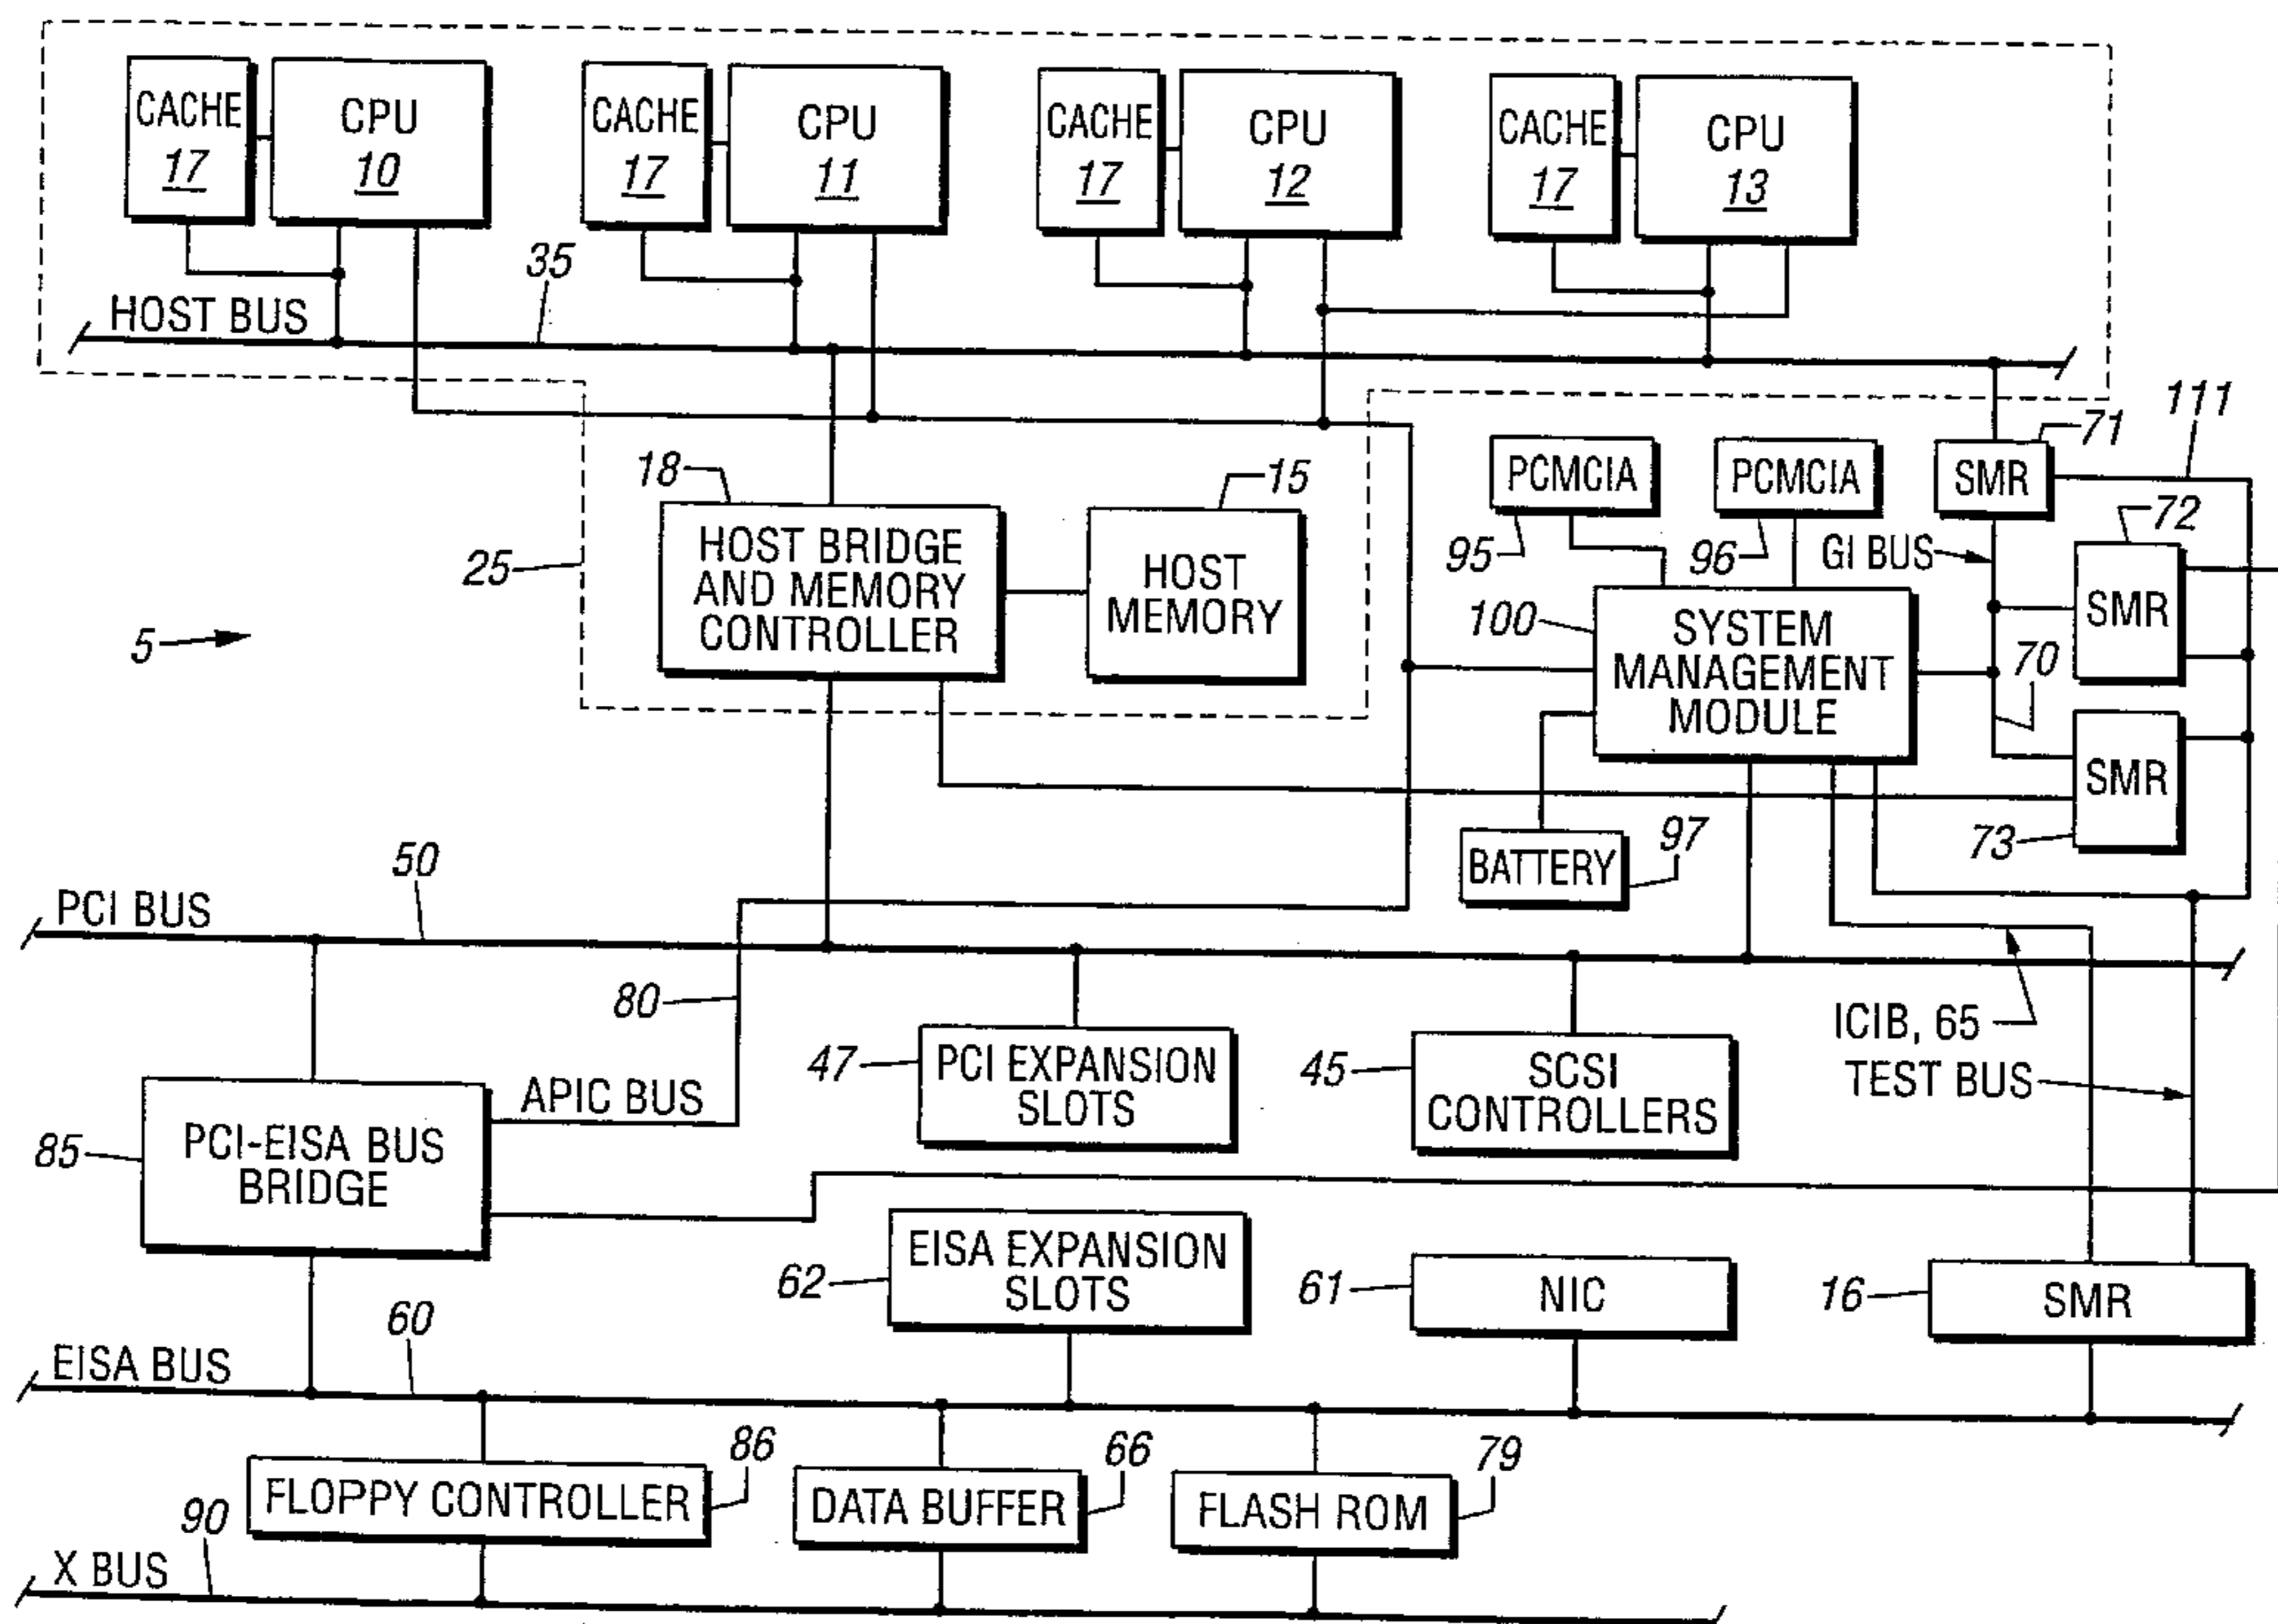 CACHE
17
CPU
10
CACHE
17
CPU
11
CACHE
17
CPU
12
CACHE
17
CPU
13
35
HOST BUS
111
71
SMR
18
15
PCMCIA
PCMCIA
72
HOST BRIDGE
AND MEMORY
CONTROLLER
HOST
MEMORY
25
95
96
GI BUS
SMR
100
SYSTEM
MANAGEMENT
MODULE
5
70
SMR
73
BATTERY
97
50
PCI BUS
80
ICIB, 65
TEST BUS
47
PCI EXPANSION
SLOTS
45
SCSI
CONTROLLERS
APIC BUS
85
PCI-EISA BUS
BRIDGE
62
EISA EXPANSION
SLOTS
61
NIC
16
SMR
60
EISA BUS
FLOPPY CONTROLLER
86
DATA BUFFER
66
FLASH ROM
79
90
X BUS